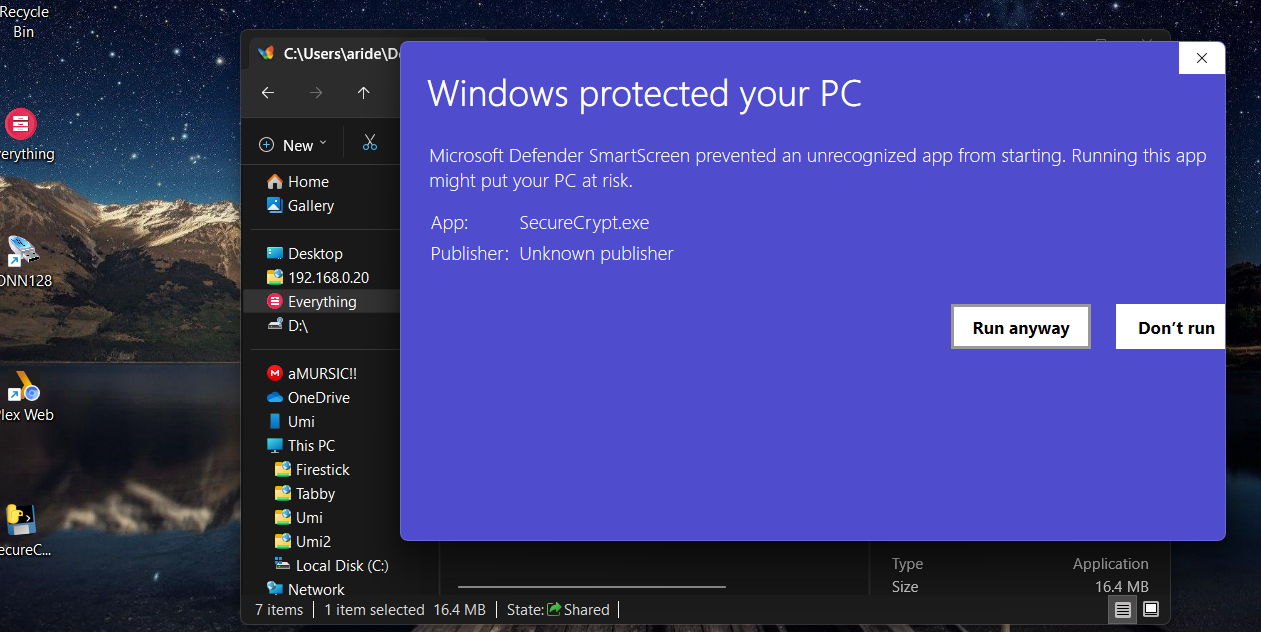 Recycle
Bin
erything
ONN128
lex Web
ecureC...
C:\Users\aride\D
New
Home
Gallery
Desktop
192.168.0.20
Everything
D:\
aMURSIC!!
OneDrive
Umi
This PC
Firestick
Tabby
Umi
Umi2
Local Disk (C:)
Network
7 items
1 item selected 16.4 MB
State: Shared
Windows protected your PC
Microsoft Defender SmartScreen prevented an unrecognized app from starting. Running this app
might put your PC at risk.
App: SecureCrypt.exe
Publisher: Unknown publisher
Run anyway
Don't run
Type Application
Size 16.4 MB